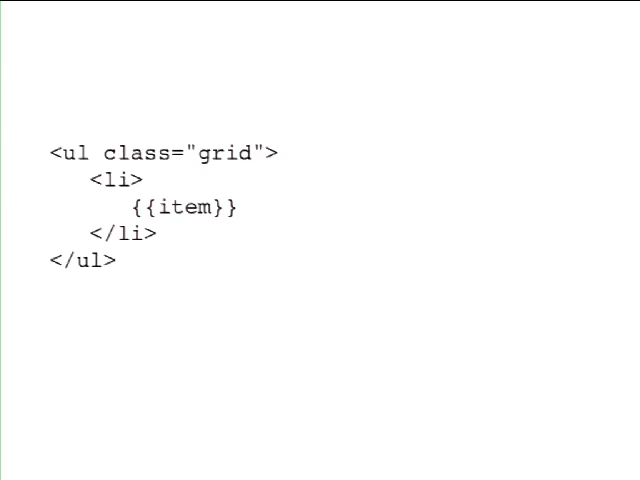 <ul class="grid">
   <li>
      {{item}}
   </li>
</ul>